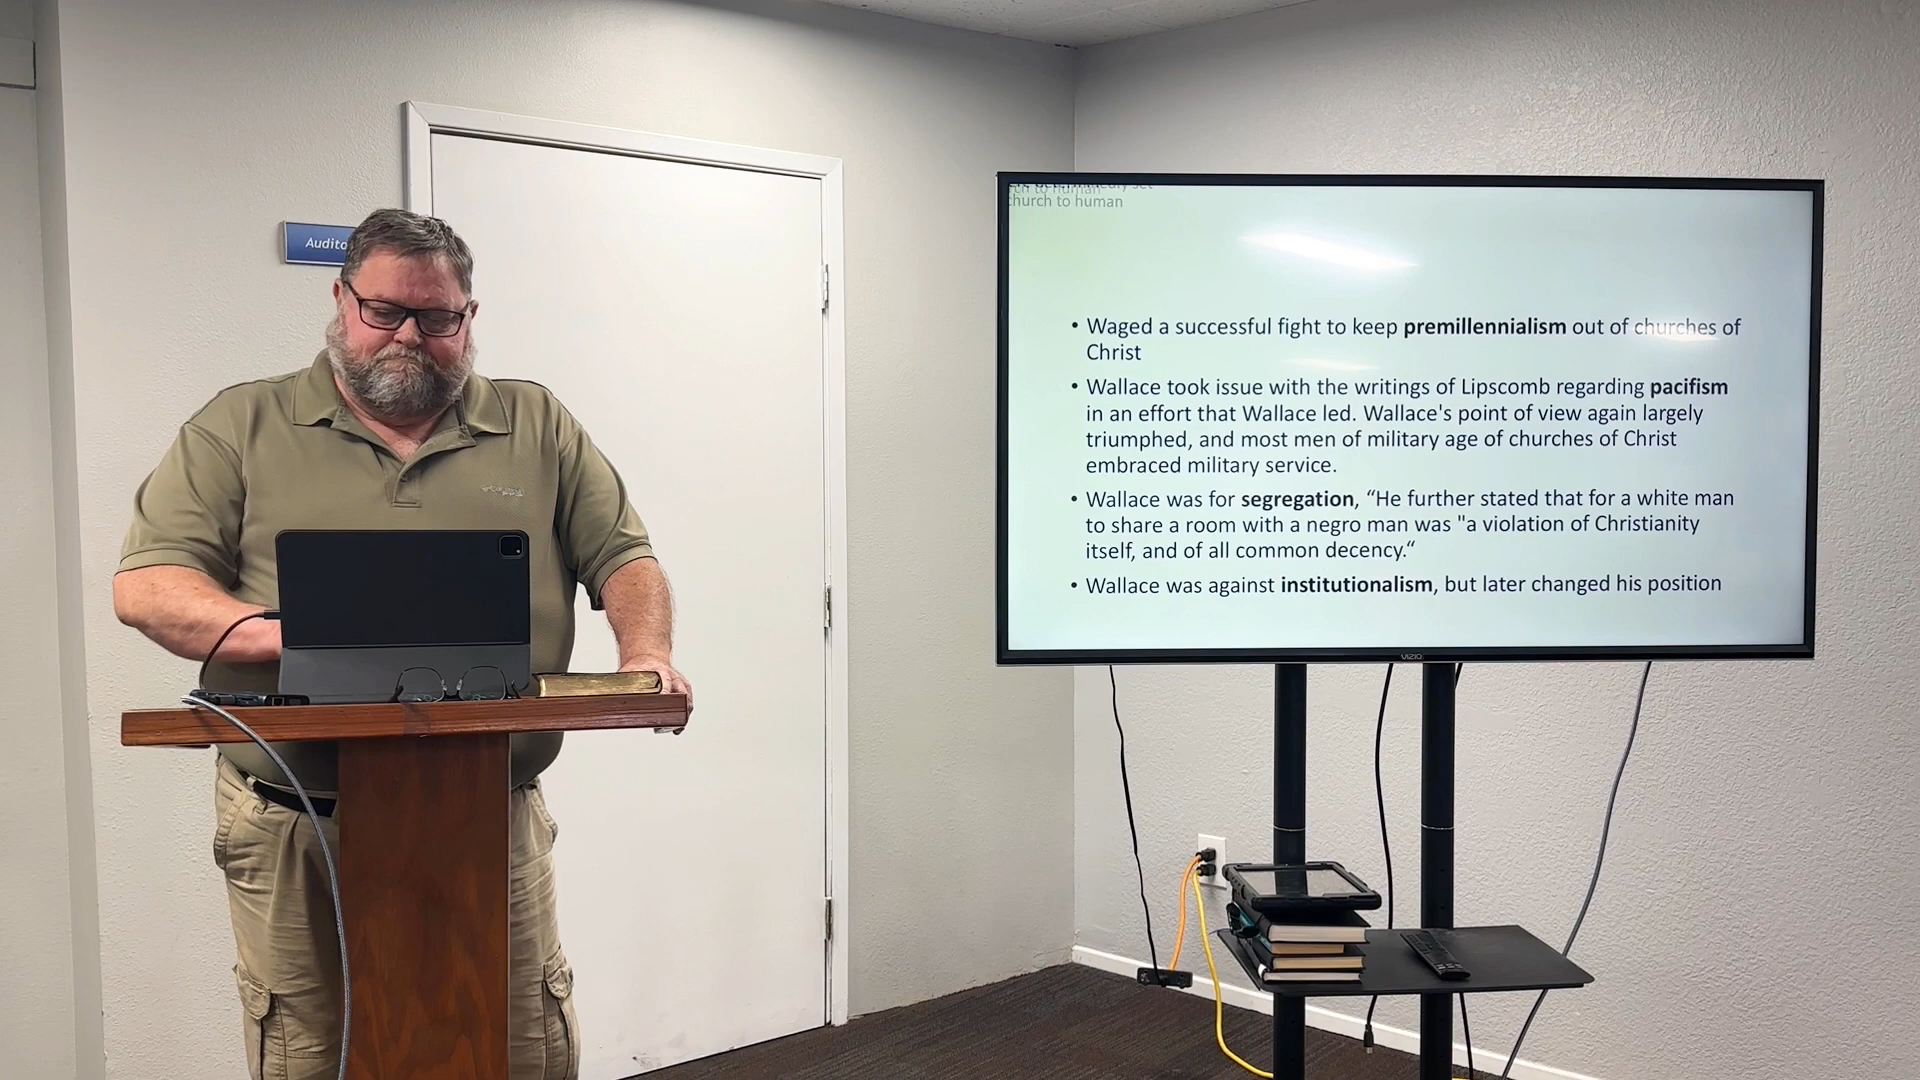 Audito
church to human
• Waged a successful fight to keep premillennialism out of churches of
Christ
• Wallace took issue with the writings of Lipscomb regarding pacifism
in an effort that Wallace led. Wallace's point of view again largely
triumphed, and most men of military age of churches of Christ
embraced military service.
• Wallace was for segregation, “He further stated that for a white man
to share a room with a negro man was "a violation of Christianity
itself, and of all common decency.“
• Wallace was against institutionalism, but later changed his position
VIZIO